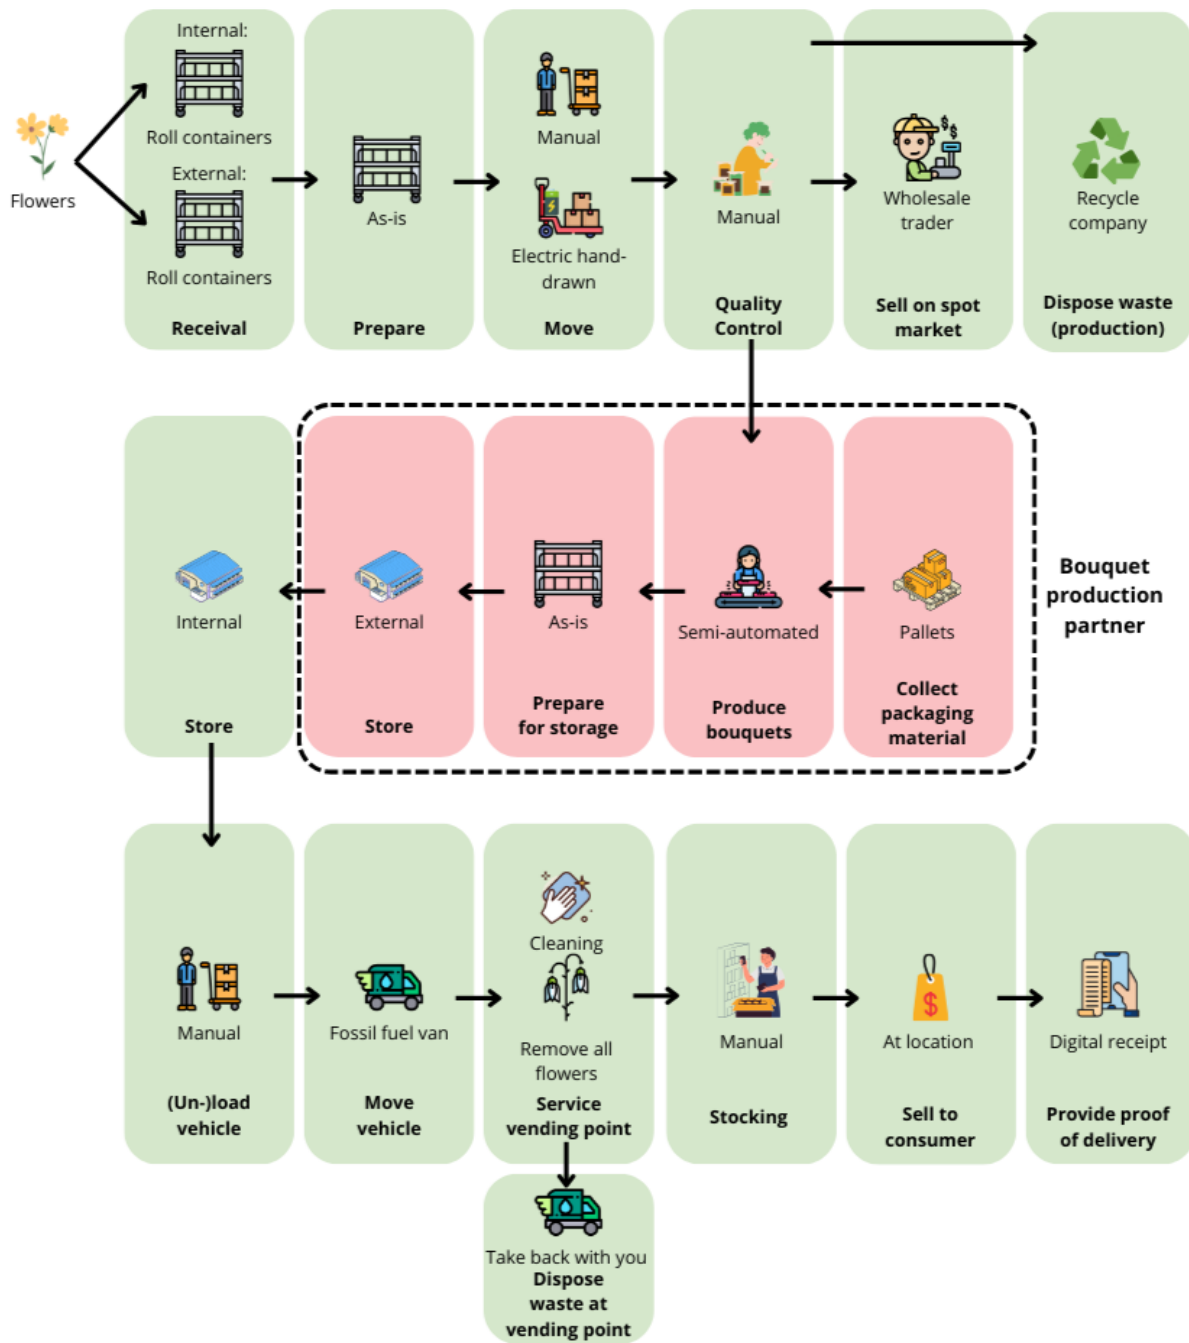 Flowers
Internal:
Roll containers
External:
Roll containers
Receival
As-is
Prepare
Manual
Electric hand-
drawn
Move
Manual
Quality
Control
Wholesale
trader
Sell on spot
market
Recycle
company
Dispose waste
(production)
Internal
Store
External
Store
As-is
Prepare
for storage
Semi-automated
Produce
bouquets
Pallets
Collect
packaging
material
Bouquet
production
partner
Manual
(Un-)load
vehicle
Fossil fuel van
Move
vehicle
Cleaning
Remove all
flowers
Service
vending point
Manual
Stocking
$
At location
Sell to
consumer
Digital receipt
Provide proof
of delivery
Take back with you
Dispose
waste at
vending point